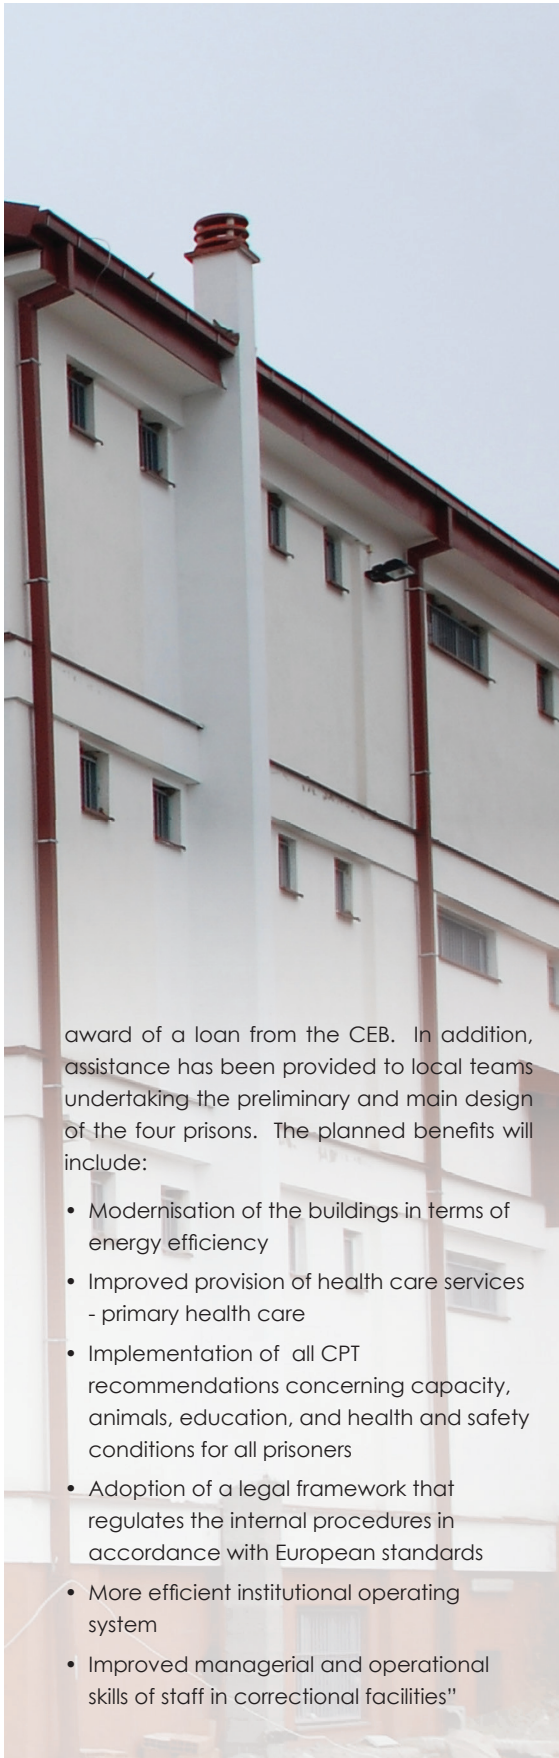 award of a loan from the CEB. In addition,
assistance has been provided to local teams
undertaking the preliminary and main design
of the four prisons. The planned benefits will
include:
• Modernisation of the buildings in terms of
energy efficiency
• Improved provision of health care services
- primary health care
• Implementation of all CPT
recommendations concerning capacity,
animals, education, and health and safety
conditions for all prisoners
• Adoption of a legal framework that
regulates the internal procedures in
accordance with European standards
• More efficient institutional operating
system
• Improved managerial and operational
skills of staff in correctional facilities”